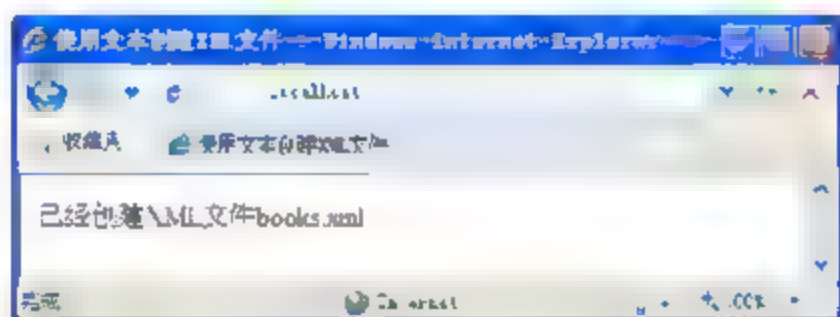 使用文本创建XML文件 - Windows Internet Explorer
localhost
收藏夹 使用文本创建XML文件
已经创建XML文件books.xml
完成 Internet 100%